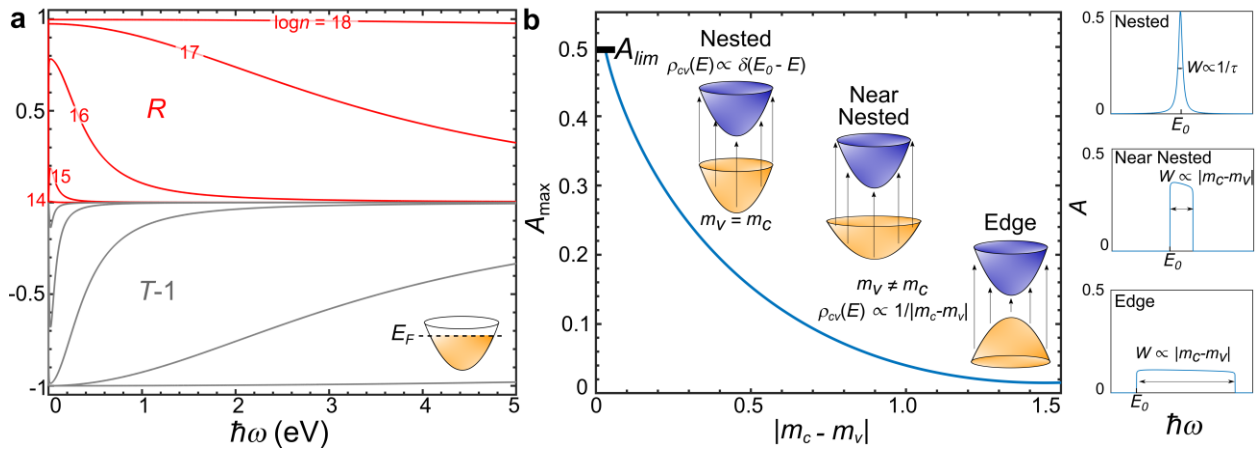 a
1
0.5
0
-0.5
-1
logn = 18
17
16
15
14
R
T-1
E_F
0
1
2
3
4
5
ħω (eV)
b
A_max
0.5
0.4
0.3
0.2
0.1
0
A_lim
Nested
ρ_cv(E) ∝ δ(E_0 - E)
m_v = m_c
Near
Nested
m_v ≠ m_c
ρ_cv(E) ∝ 1/|m_c-m_v|
Edge
0
0.5
1.0
1.5
|m_c - m_v|
0.5
Nested
W∝1/τ
0
E_0
0.5
Near Nested
W ∝ |m_c-m_v|
A
0
E_0
0.5
Edge
W ∝ |m_c-m_v|
0
E_0
ħω